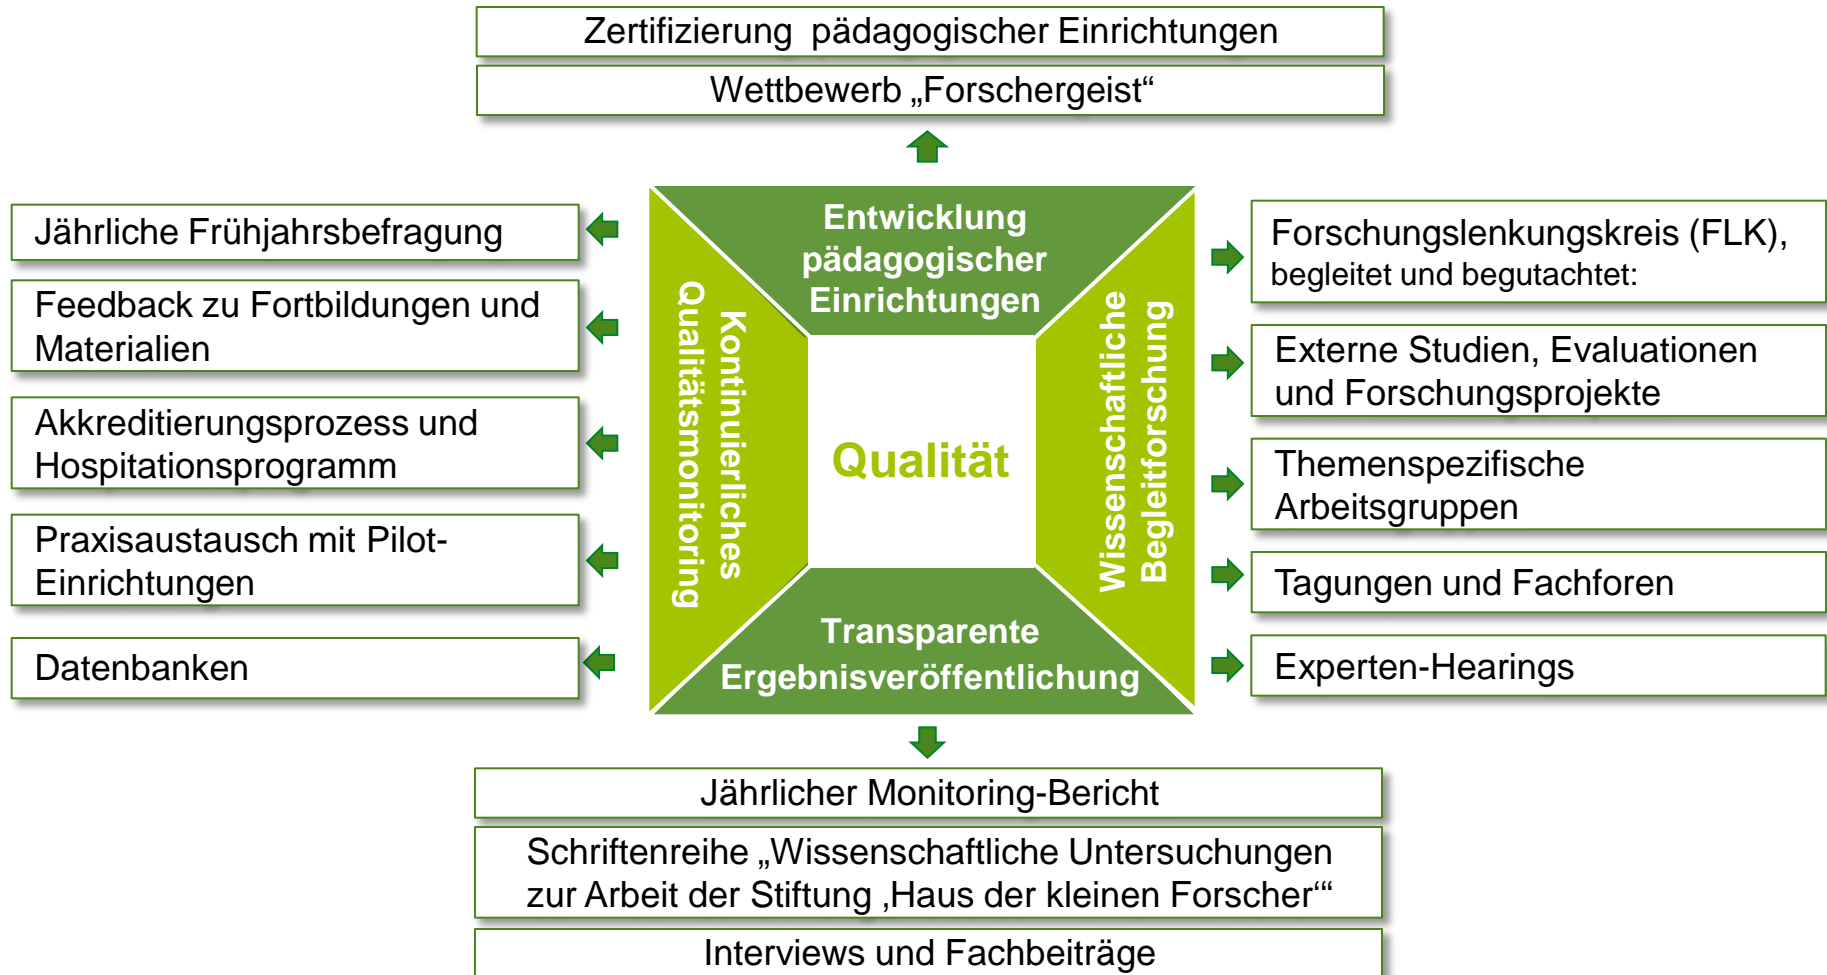 Zertifizierung pädagogischer Einrichtungen
Wettbewerb „Forschergeist“
Jährliche Frühjahrsbefragung
Feedback zu Fortbildungen und
Materialien
Akkreditierungsprozess und
Hospitationsprogramm
Praxisaustausch mit Pilot-
Einrichtungen
Datenbanken
Entwicklung
pädagogischer
Einrichtungen
Kontinuierliches
Qualitätsmonitoring
Qualität
Wissenschaftliche
Begleitforschung
Transparente
Ergebnisveröffentlichung
Forschungslenkungskreis (FLK),
begleitet und begutachtet:
Externe Studien, Evaluationen
und Forschungsprojekte
Themenspezifische
Arbeitsgruppen
Tagungen und Fachforen
Experten-Hearings
Jährlicher Monitoring-Bericht
Schriftenreihe „Wissenschaftliche Untersuchungen
zur Arbeit der Stiftung ‚Haus der kleinen Forscher‘“
Interviews und Fachbeiträge